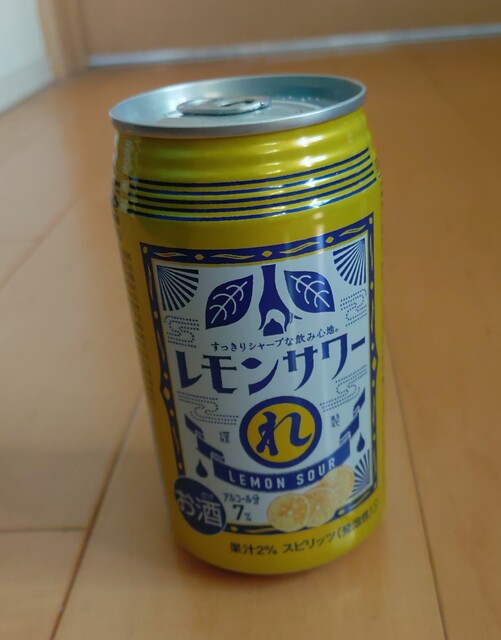 すっきりシャープな飲み心地。
レモンサワー
謹 製
れ
LEMON SOUR
お酒
アルコール分
7%
果汁2% スピリッツ(発泡性)